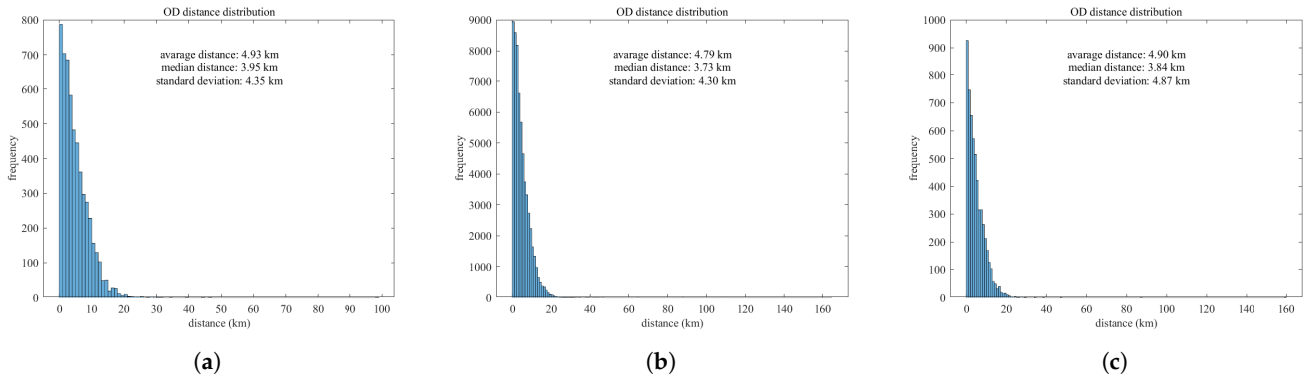 OD distance distribution
avarage distance: 4.93 km
median distance: 3.95 km
standard deviation: 4.35 km
frequency
800
700
600
500
400
300
200
100
0
0 10 20 30 40 50 60 70 80 90 100
distance (km)
(a)
OD distance distribution
avarage distance: 4.79 km
median distance: 3.73 km
standard deviation: 4.30 km
frequency
9000
8000
7000
6000
5000
4000
3000
2000
1000
0
0 20 40 60 80 100 120 140 160
distance (km)
(b)
OD distance distribution
avarage distance: 4.90 km
median distance: 3.84 km
standard deviation: 4.87 km
frequency
1000
900
800
700
600
500
400
300
200
100
0
0 20 40 60 80 100 120 140 160
distance (km)
(c)